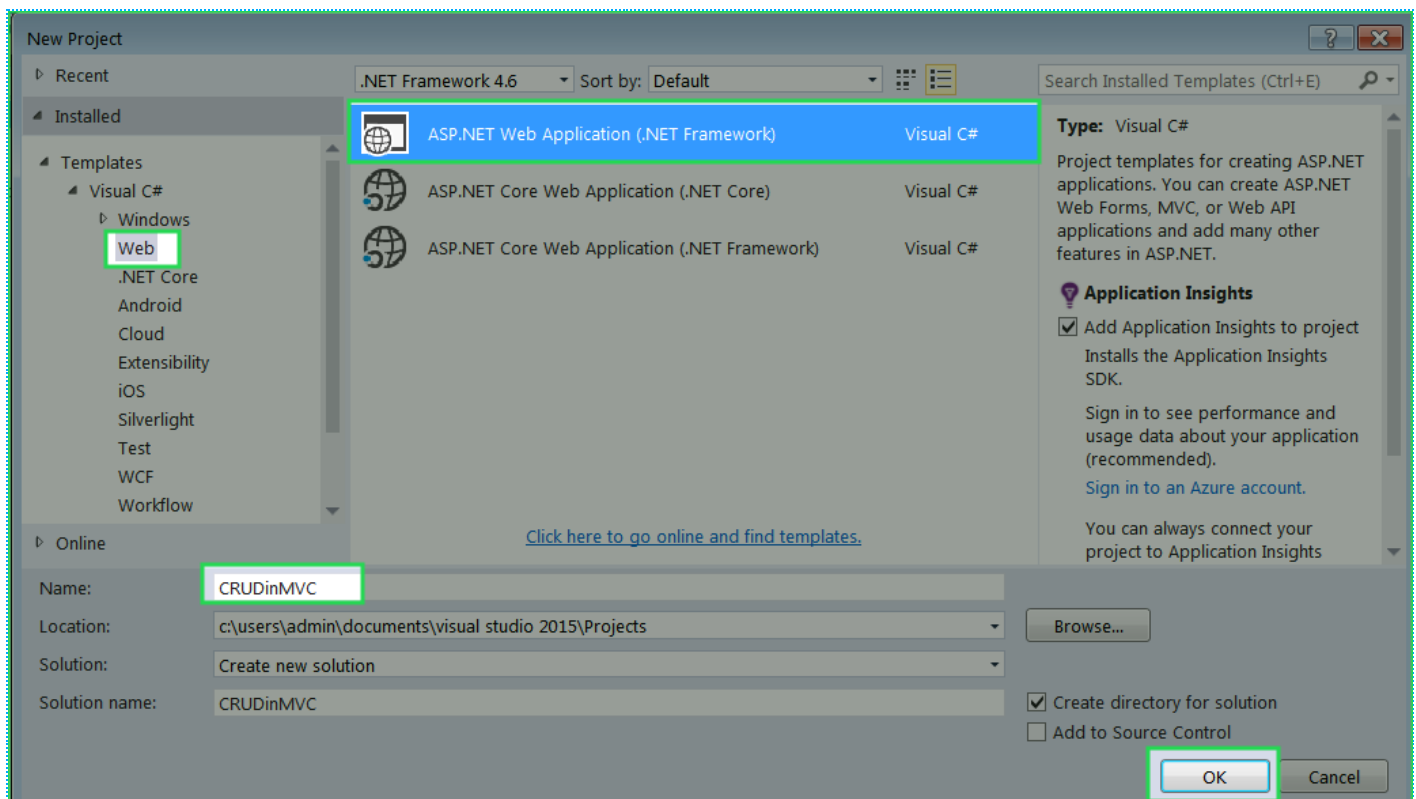 New Project
?
Recent
.NET Framework 4.6 Sort by: Default
Search Installed Templates (Ctrl+E)
Installed
Templates
Visual C#
Windows
Web
.NET Core
Android
Cloud
Extensibility
iOS
Silverlight
Test
WCF
Workflow
Online
ASP.NET Web Application (.NET Framework) Visual C#
ASP.NET Core Web Application (.NET Core) Visual C#
ASP.NET Core Web Application (.NET Framework) Visual C#
Click here to go online and find templates.
Type: Visual C#
Project templates for creating ASP.NET
applications. You can create ASP.NET
Web Forms, MVC, or Web API
applications and add many other
features in ASP.NET.
Application Insights
Add Application Insights to project
Installs the Application Insights
SDK.
Sign in to see performance and
usage data about your application
(recommended).
Sign in to an Azure account.
You can always connect your
project to Application Insights
Name: CRUDinMVC
Location: c:\users\admin\documents\visual studio 2015\Projects Browse...
Solution: Create new solution
Solution name: CRUDinMVC
Create directory for solution
Add to Source Control
OK Cancel